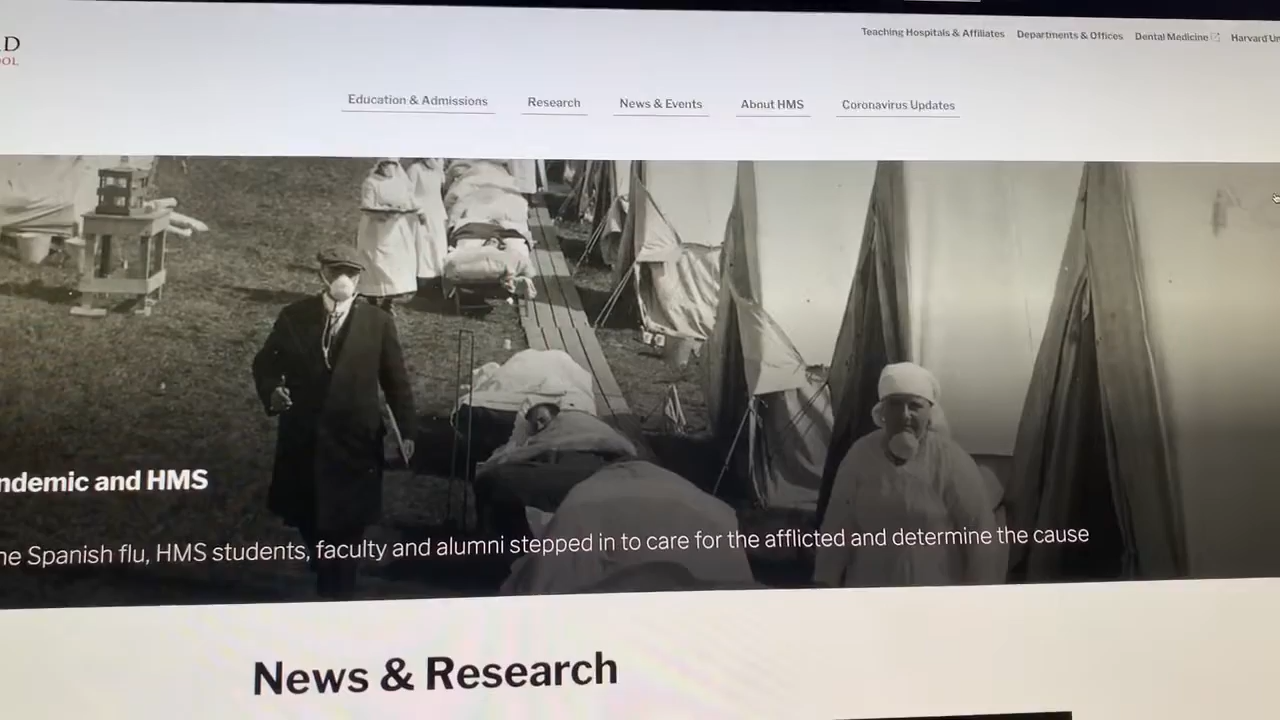 D
OOL
Teaching Hospitals & Affiliates Departments & Offices Dental Medicine Harvard Un
Education & Admissions Research News & Events About HMS Coronavirus Updates
ndemic and HMS
he Spanish flu, HMS students, faculty and alumni stepped in to care for the afflicted and determine the cause
News & Research